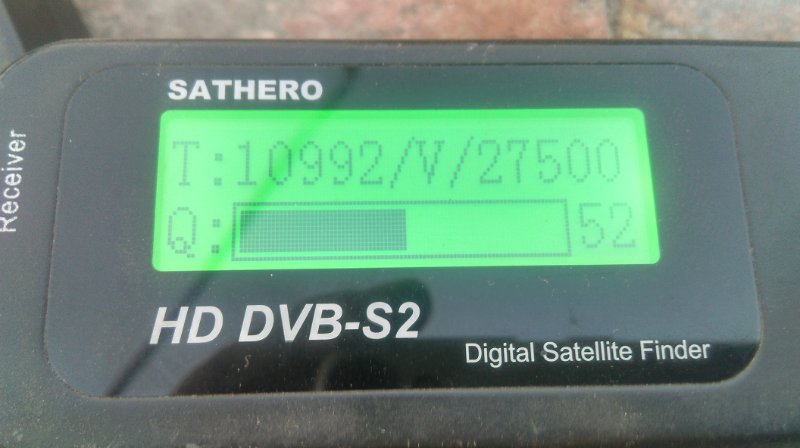 SATHERO
Receiver
T:10992/V/27500
Q: 52
HD DVB-S2
Digital Satellite Finder